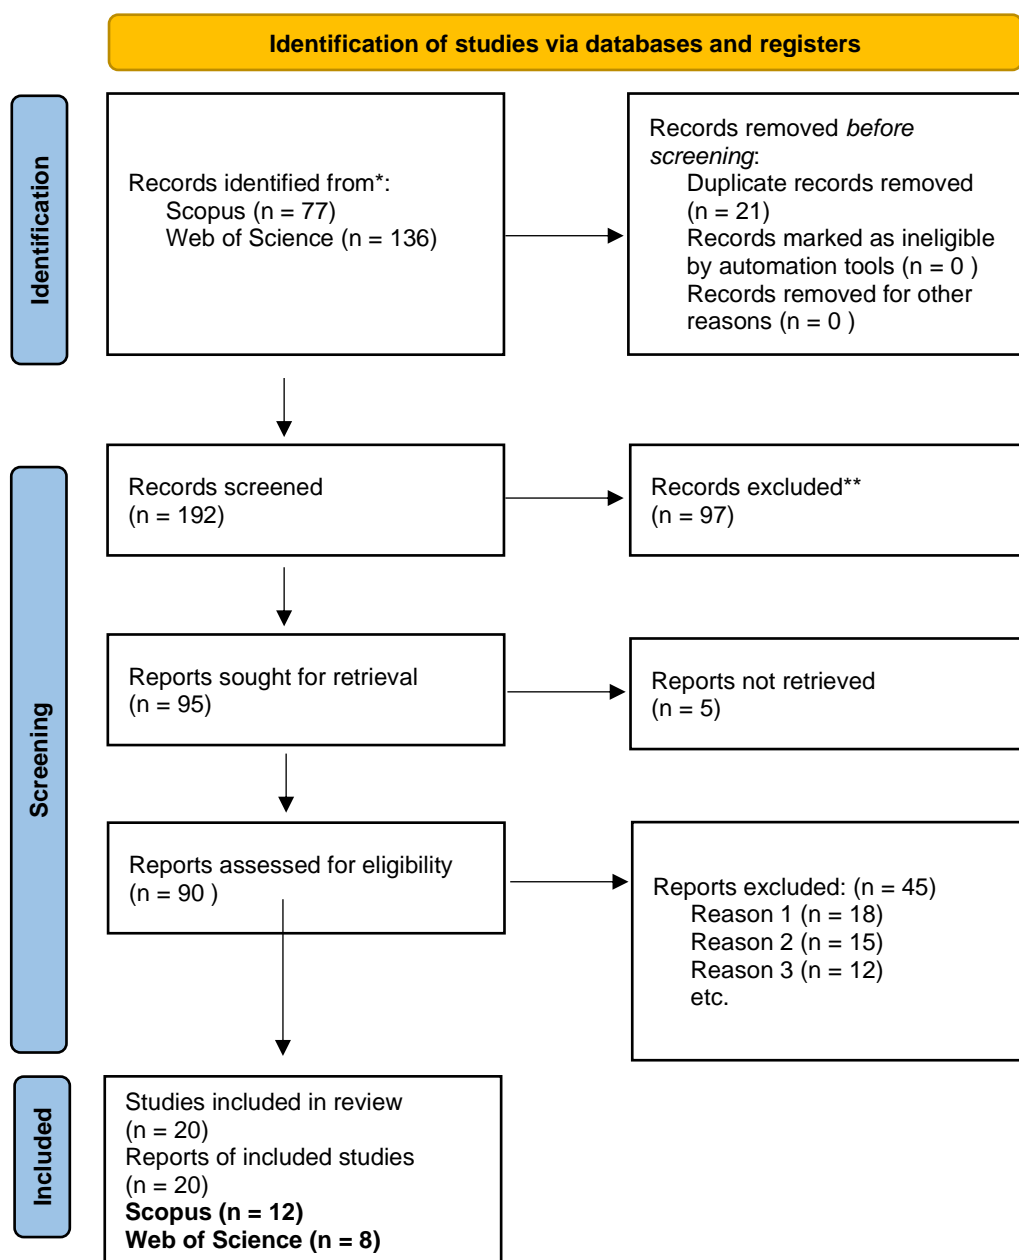 Identification of studies via databases and registers
Identification
Records identified from*:
Scopus (n = 77)
Web of Science (n = 136)
Records removed before
screening:
Duplicate records removed
(n = 21)
Records marked as ineligible
by automation tools (n = 0 )
Records removed for other
reasons (n = 0 )
Screening
Records screened
(n = 192)
Records excluded**
(n = 97)
Reports sought for retrieval
(n = 95)
Reports not retrieved
(n = 5)
Reports assessed for eligibility
(n = 90 )
Reports excluded: (n = 45)
Reason 1 (n = 18)
Reason 2 (n = 15)
Reason 3 (n = 12)
etc.
Included
Studies included in review
(n = 20)
Reports of included studies
(n = 20)
Scopus (n = 12)
Web of Science (n = 8)